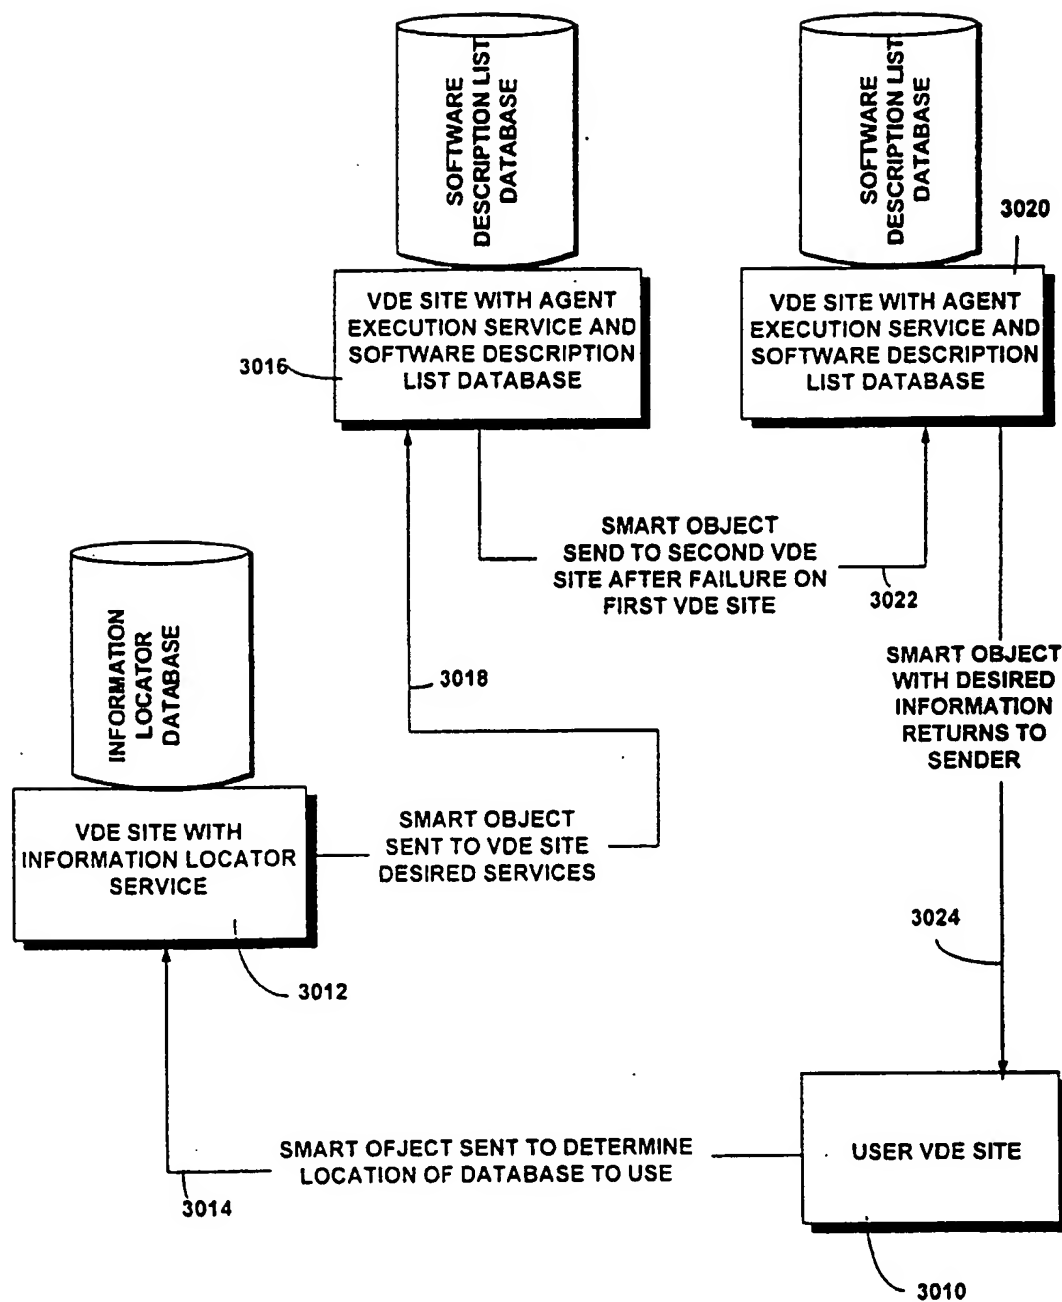 SOFTWARE
DESCRIPTION LIST
DATABASE
SOFTWARE
DESCRIPTION LIST
DATABASE
3020
VDE SITE WITH AGENT
EXECUTION SERVICE AND
SOFTWARE DESCRIPTION
LIST DATABASE
3016
VDE SITE WITH AGENT
EXECUTION SERVICE AND
SOFTWARE DESCRIPTION
LIST DATABASE
SMART OBJECT
SEND TO SECOND VDE
SITE AFTER FAILURE ON
FIRST VDE SITE
3022
INFORMATION
LOCATOR
DATABASE
3018
SMART OBJECT
WITH DESIRED
INFORMATION
RETURNS TO
SENDER
VDE SITE WITH
INFORMATION LOCATOR
SERVICE
SMART OBJECT
SENT TO VDE SITE
DESIRED SERVICES
3024
3012
SMART OFJECT SENT TO DETERMINE
LOCATION OF DATABASE TO USE
3014
USER VDE SITE
3010